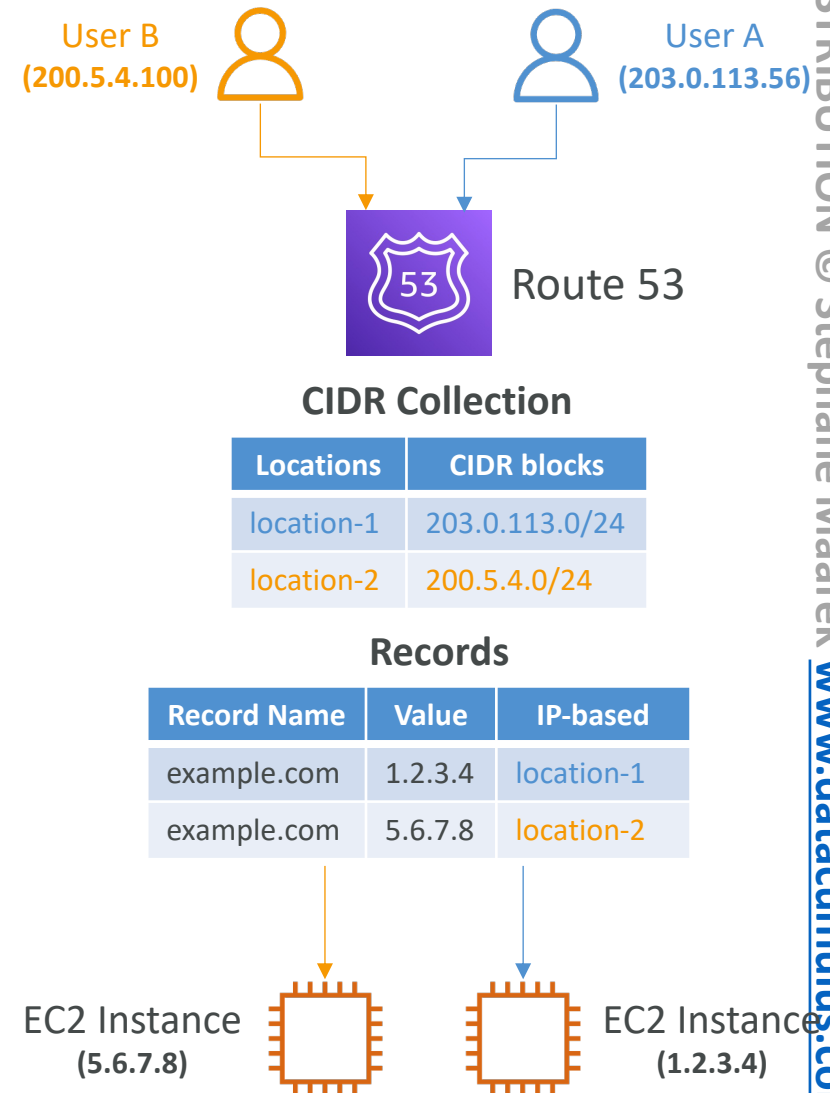 User B
(200.5.4.100)
User A
(203.0.113.56)
53
Route 53
CIDR Collection
Locations CIDR blocks
location-1 203.0.113.0/24
location-2 200.5.4.0/24
Records
Record Name Value IP-based
example.com 1.2.3.4 location-1
example.com 5.6.7.8 location-2
EC2 Instance
(5.6.7.8)
EC2 Instance
(1.2.3.4)
© Stephane Maarek